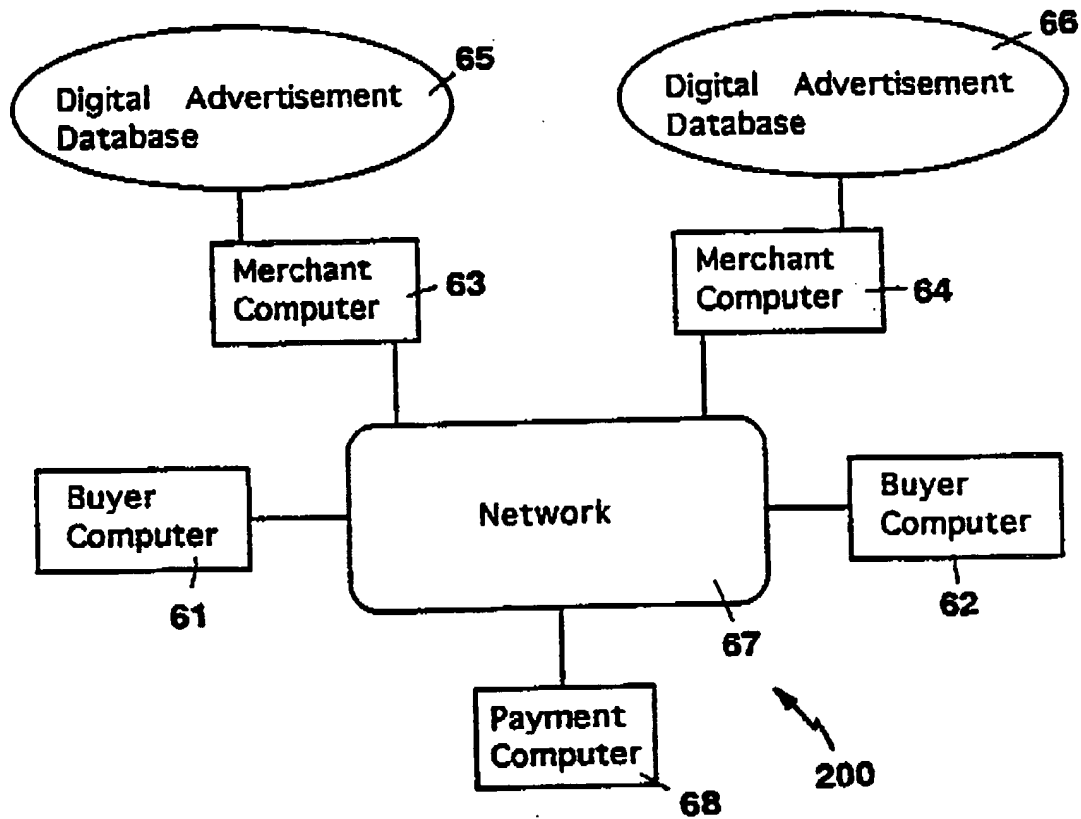 65
Digital Advertisement
Database
66
Digital Advertisement
Database
Merchant
Computer
63
Merchant
Computer
64
Buyer
Computer
61
Network
67
Buyer
Computer
62
Payment
Computer
68
200